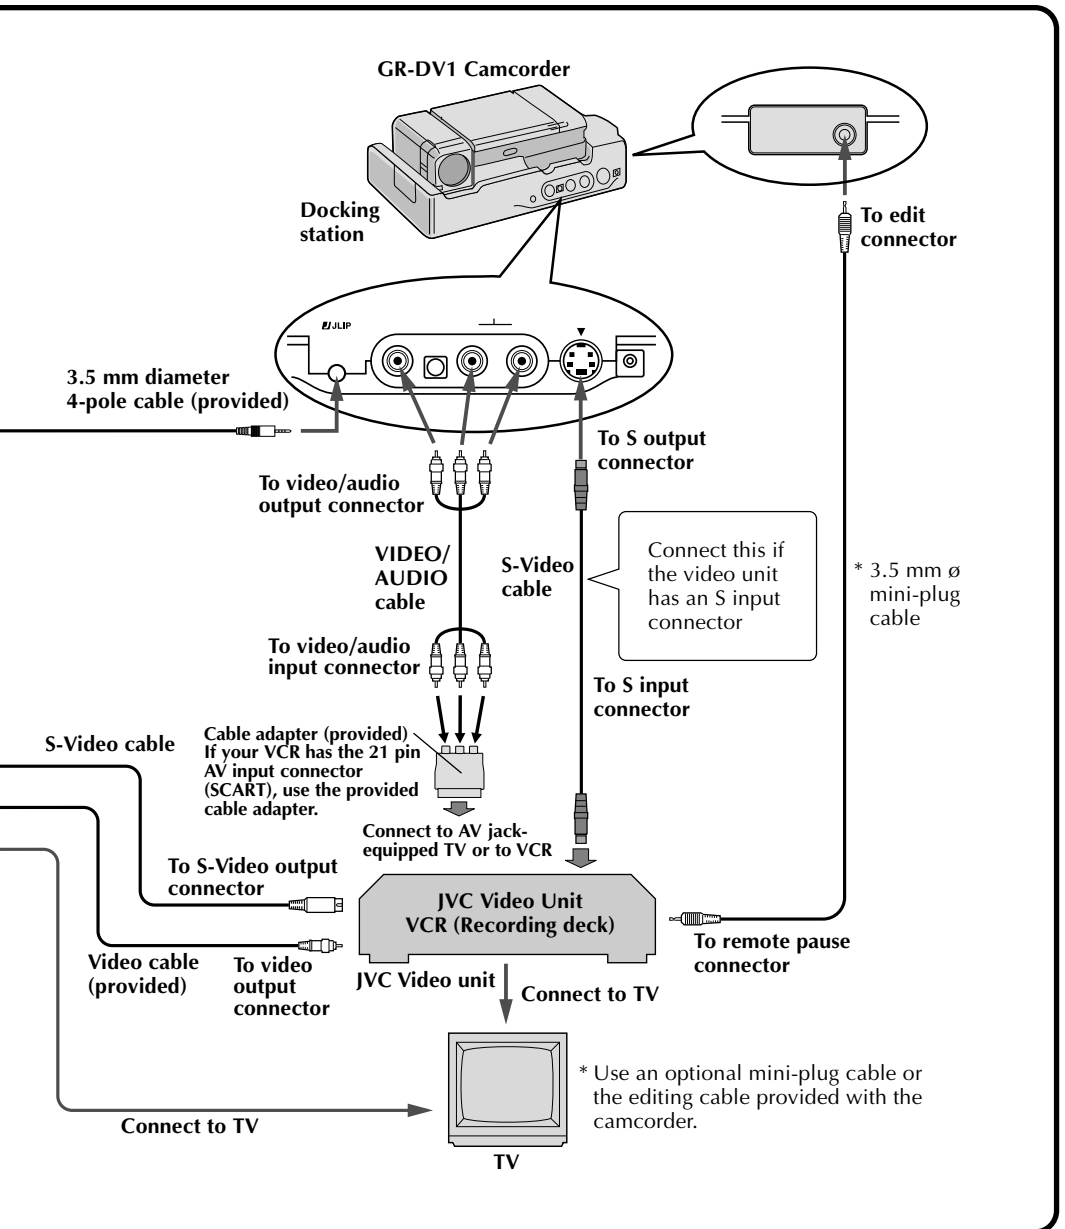 GR-DV1 Camcorder
Docking
station
To edit
connector
JLIP
3.5 mm diameter
4-pole cable (provided)
To S output
connector
To video/audio
output connector
VIDEO/
AUDIO
cable
S-Video
cable
Connect this if
the video unit
has an S input
connector
* 3.5 mm ø
mini-plug
cable
To video/audio
input connector
To S input
connector
S-Video cable
Cable adapter (provided)
If your VCR has the 21 pin
AV input connector
(SCART), use the provided
cable adapter.
Connect to AV jack-
equipped TV or to VCR
To S-Video output
connector
JVC Video Unit
VCR (Recording deck)
To remote pause
connector
Video cable
(provided)
To video
output
connector
JVC Video unit
Connect to TV
* Use an optional mini-plug cable or
the editing cable provided with the
camcorder.
Connect to TV
TV